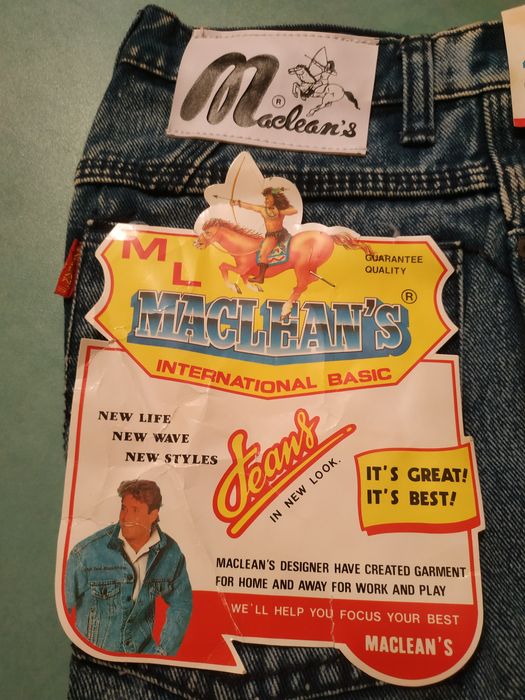 Maclean's ®
M L
GUARANTEE
QUALITY
MACLEAN'S ®
INTERNATIONAL BASIC
NEW LIFE
NEW WAVE
NEW STYLES
Jeans
IN NEW LOOK.
IT'S GREAT!
IT'S BEST!
MACLEAN'S DESIGNER HAVE CREATED GARMENT
FOR HOME AND AWAY FOR WORK AND PLAY
WE'LL HELP YOU FOCUS YOUR BEST
MACLEAN'S